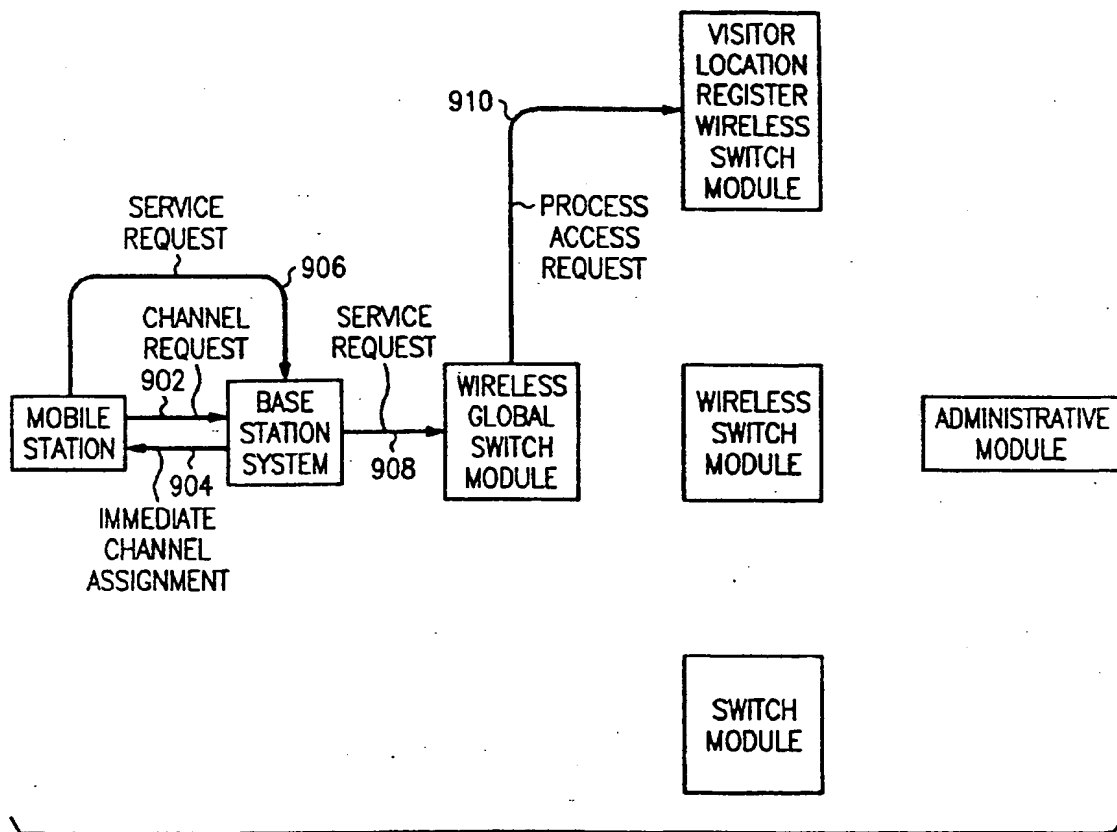 VISITOR
LOCATION
REGISTER
WIRELESS
SWITCH
MODULE
910
PROCESS
ACCESS
REQUEST
SERVICE
REQUEST
906
CHANNEL
REQUEST
902
SERVICE
REQUEST
MOBILE
STATION
BASE
STATION
SYSTEM
WIRELESS
GLOBAL
SWITCH
MODULE
WIRELESS
SWITCH
MODULE
ADMINISTRATIVE
MODULE
904
908
IMMEDIATE
CHANNEL
ASSIGNMENT
SWITCH
MODULE